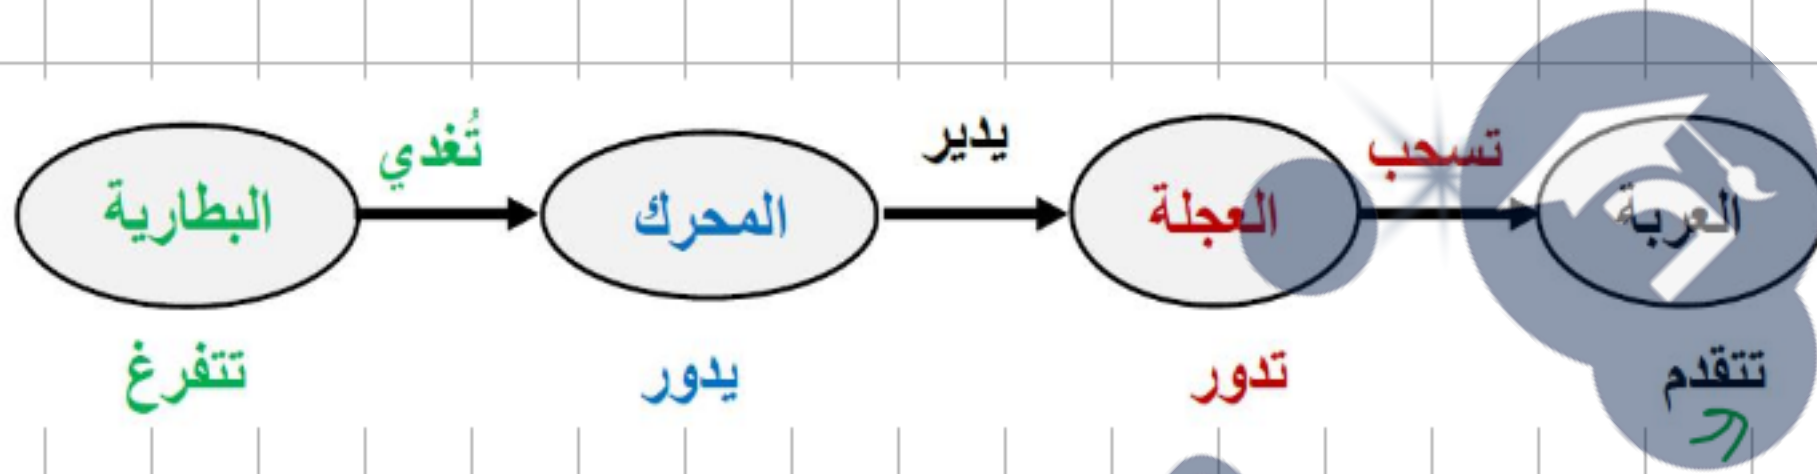 تُغدي يدير تسحب
البطارية المحرك العجلة العربة
تتفرغ يدور تدور تتقدم